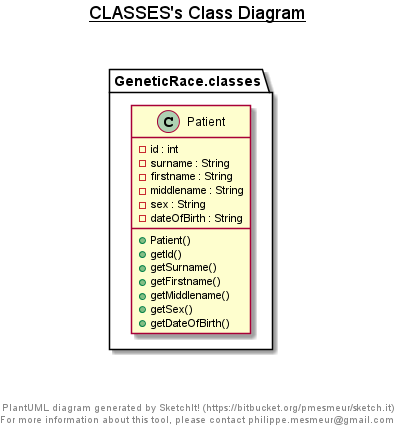 CLASSES's Class Diagram
GeneticRace.classes
C Patient
id : int
surname : String
firstname : String
middlename : String
sex : String
dateOfBirth : String
Patient()
getId()
getSurname()
getFirstname()
getMiddlename()
getSex()
getDateOfBirth()
PlantUML diagram generated by SketchIt! (https://bitbucket.org/pmesmeur/sketch.it)
For more information about this tool, please contact philippe.mesmeur@gmail.com